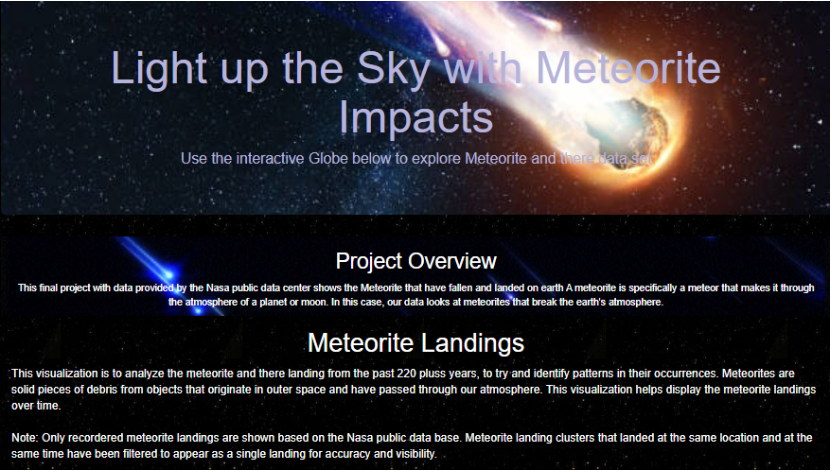 Light up the Sky with Meteorite
Impacts
Use the interactive Globe below to explore Meteorite and there data set
Project Overview
This final project with data provided by the Nasa public data center shows the Meteorite that have fallen and landed on earth A meteorite is specifically a meteor that makes it through
the atmosphere of a planet or moon. In this case, our data looks at meteorites that break the earth's atmosphere.
Meteorite Landings
This visualization is to analyze the meteorite and there landing from the past 220 pluss years, to try and identify patterns in their occurrences. Meteorites are
solid pieces of debris from objects that originate in outer space and have passed through our atmosphere. This visualization helps display the meteorite landings
over time.
Note: Only recordered meteorite landings are shown based on the Nasa public data base. Meteorite landing clusters that landed at the same location and at the
same time have been filtered to appear as a single landing for accuracy and visibility.